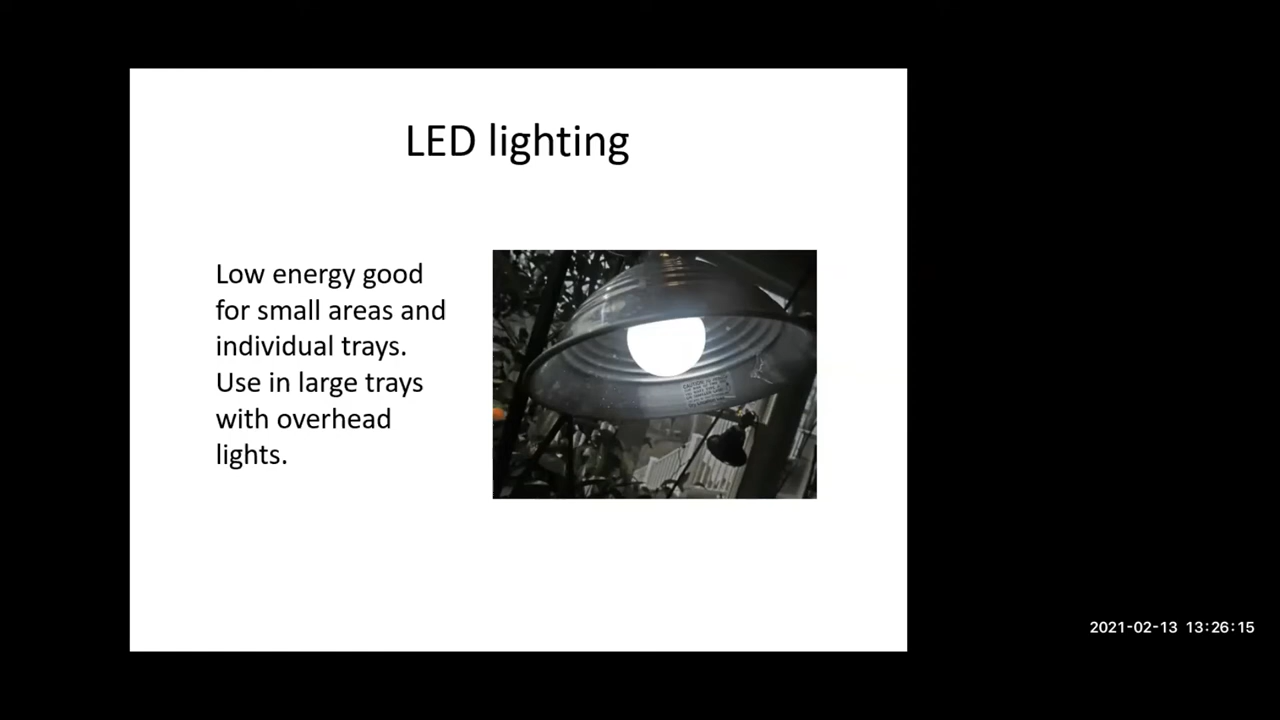 LED lighting
Low energy good
for small areas and
individual trays.
Use in large trays
with overhead
lights.
2021-02-13 13:26:15